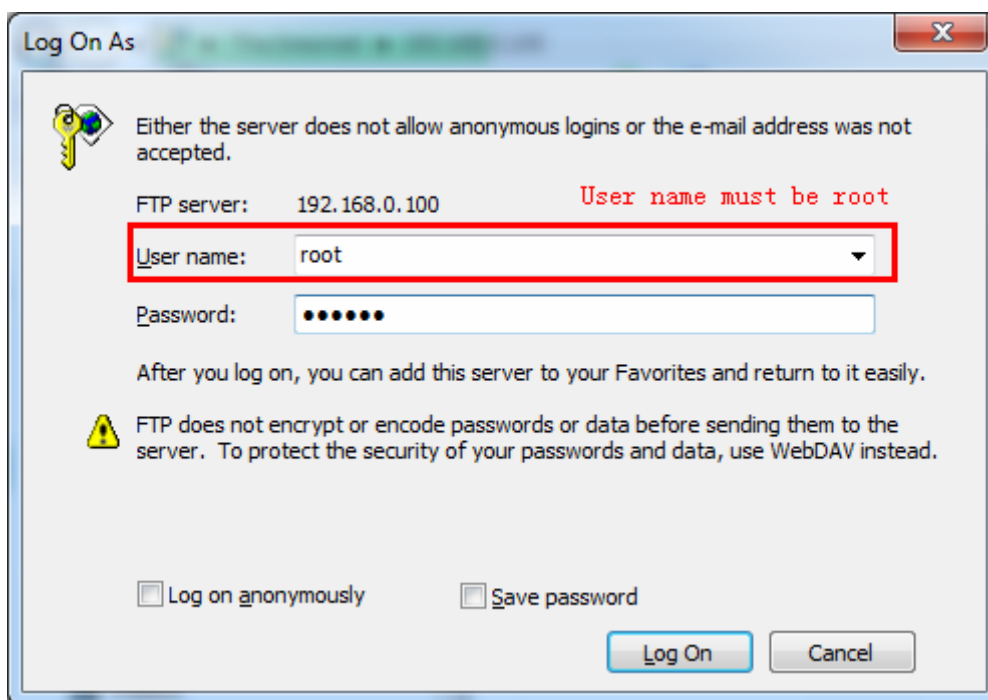 Log On As
Either the server does not allow anonymous logins or the e-mail address was not
accepted.
FTP server: 192.168.0.100 User name must be root
User name: root
Password: ●●●●●●
After you log on, you can add this server to your Favorites and return to it easily.
FTP does not encrypt or encode passwords or data before sending them to the
server. To protect the security of your passwords and data, use WebDAV instead.
Log on anonymously Save password
Log On Cancel